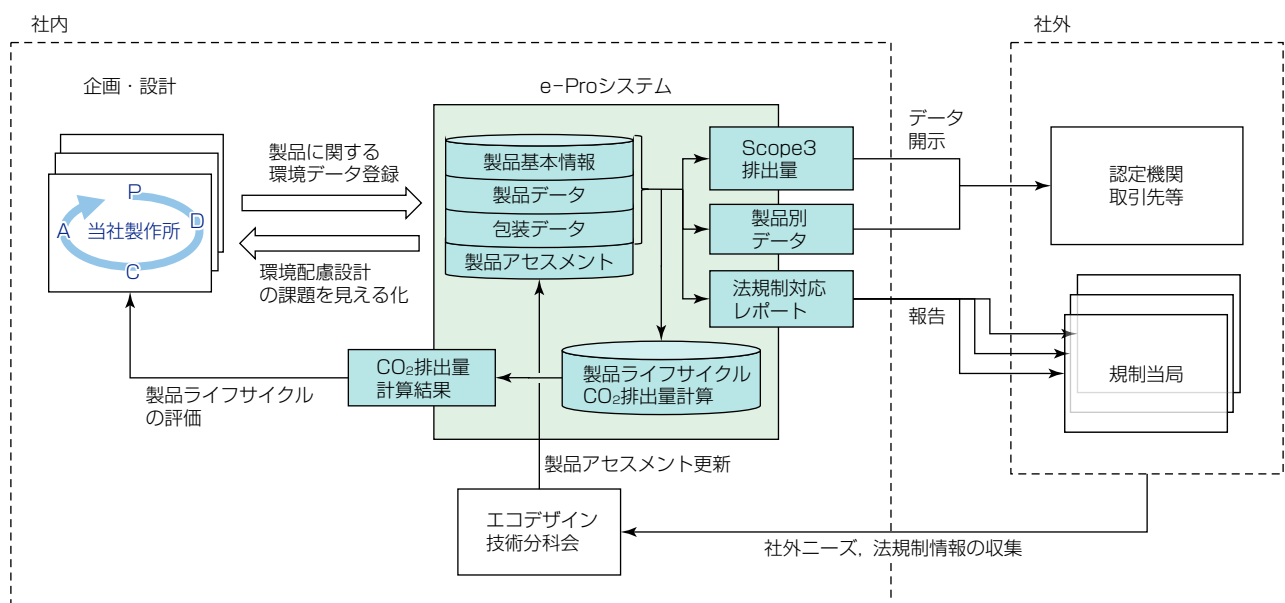 社内
社外
企画・設計
e-Proシステム
P
D
A
C
当社製作所
製品に関する
環境データ登録
環境配慮設計
の課題を見える化
製品基本情報
製品データ
包装データ
製品アセスメント
Scope3
排出量
製品別
データ
法規制対応
レポート
データ
開示
報告
認定機関
取引先等
規制当局
CO₂排出量
計算結果
製品ライフサイクル
CO₂排出量計算
製品ライフサイクル
の評価
製品アセスメント更新
エコデザイン
技術分科会
社外ニーズ，法規制情報の収集